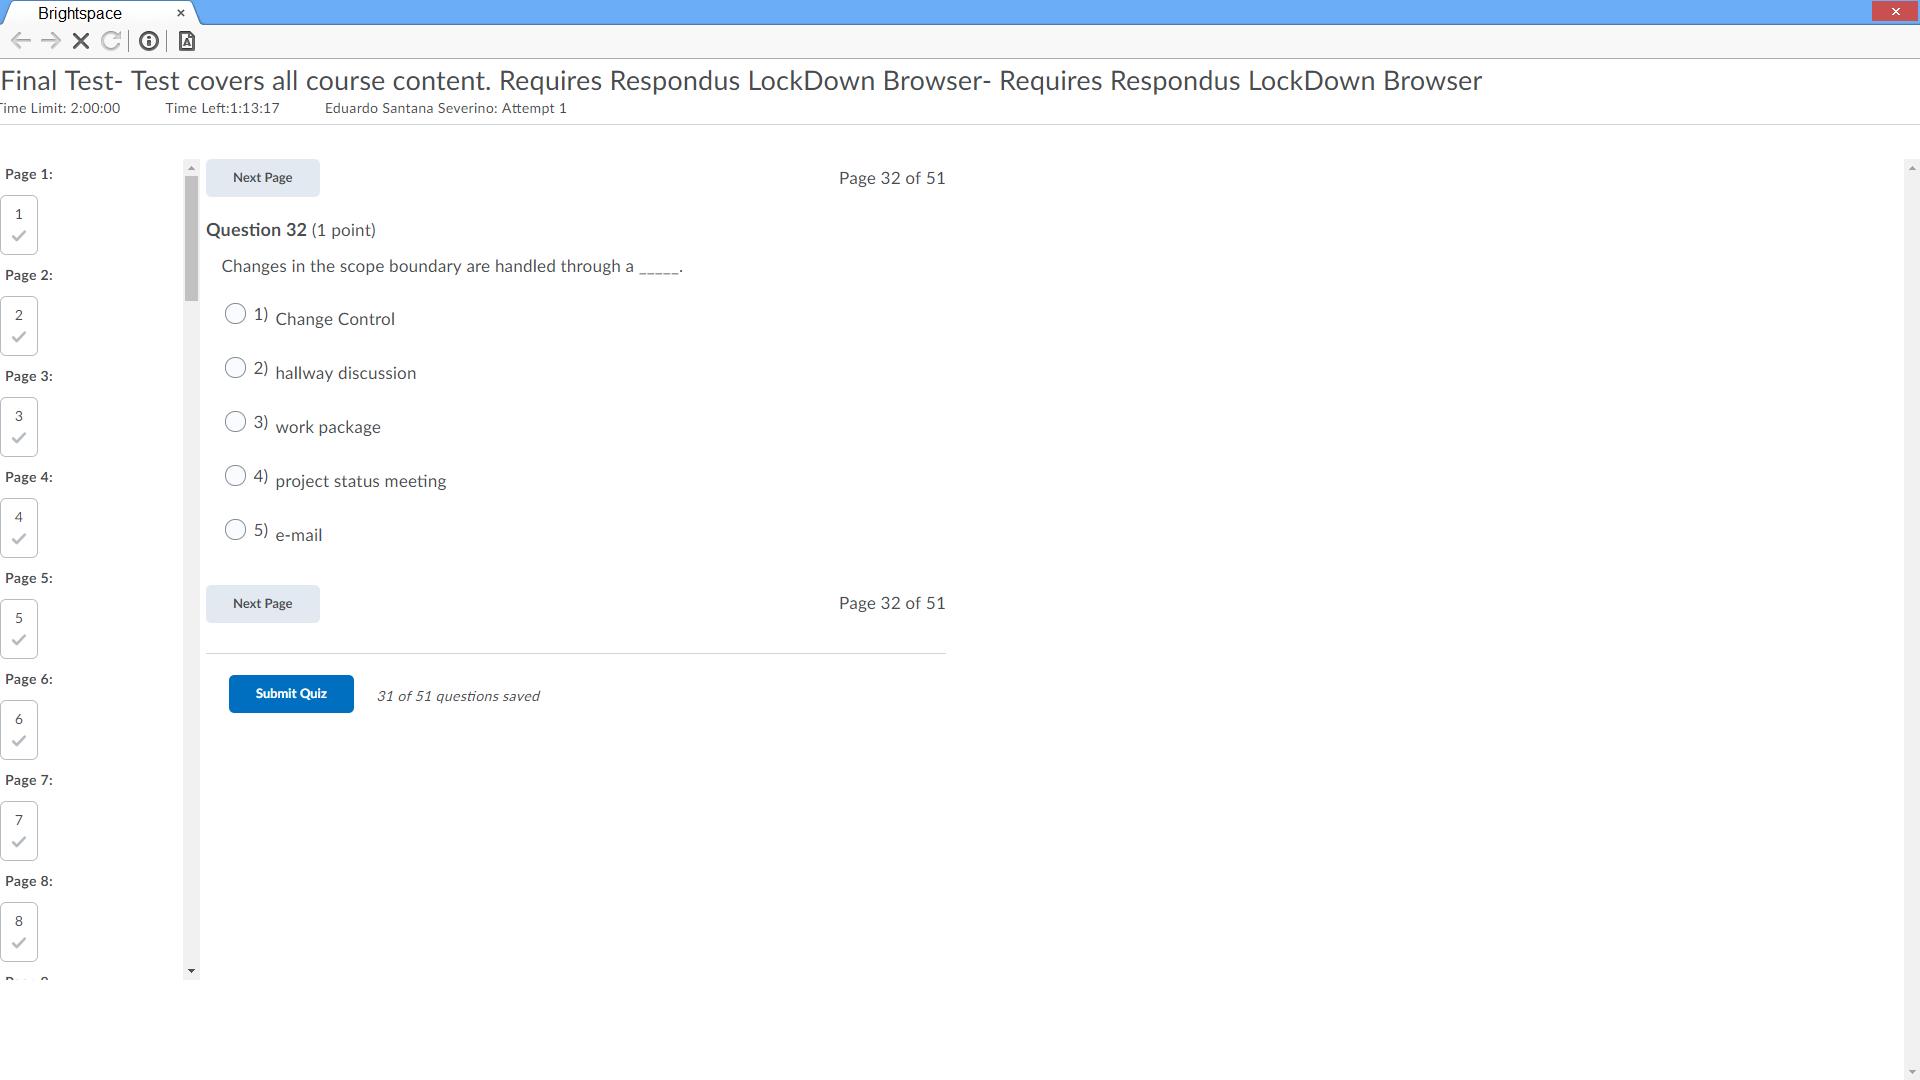 Brightspace
Final Test- Test covers all course content. Requires Respondus LockDown Browser- Requires Respondus LockDown Browser
Time Limit: 2:00:00 Time Left:1:13:17 Eduardo Santana Severino: Attempt 1
Page 1:
1
Page 2:
2
Page 3:
3
Page 4:
4
Page 5:
5
Page 6:
6
Page 7:
7
Page 8:
8
Next Page Page 32 of 51
Question 32 (1 point)
Changes in the scope boundary are handled through a _____.
1) Change Control
2) hallway discussion
3) work package
4) project status meeting
5) e-mail
Next Page Page 32 of 51
Submit Quiz 31 of 51 questions saved